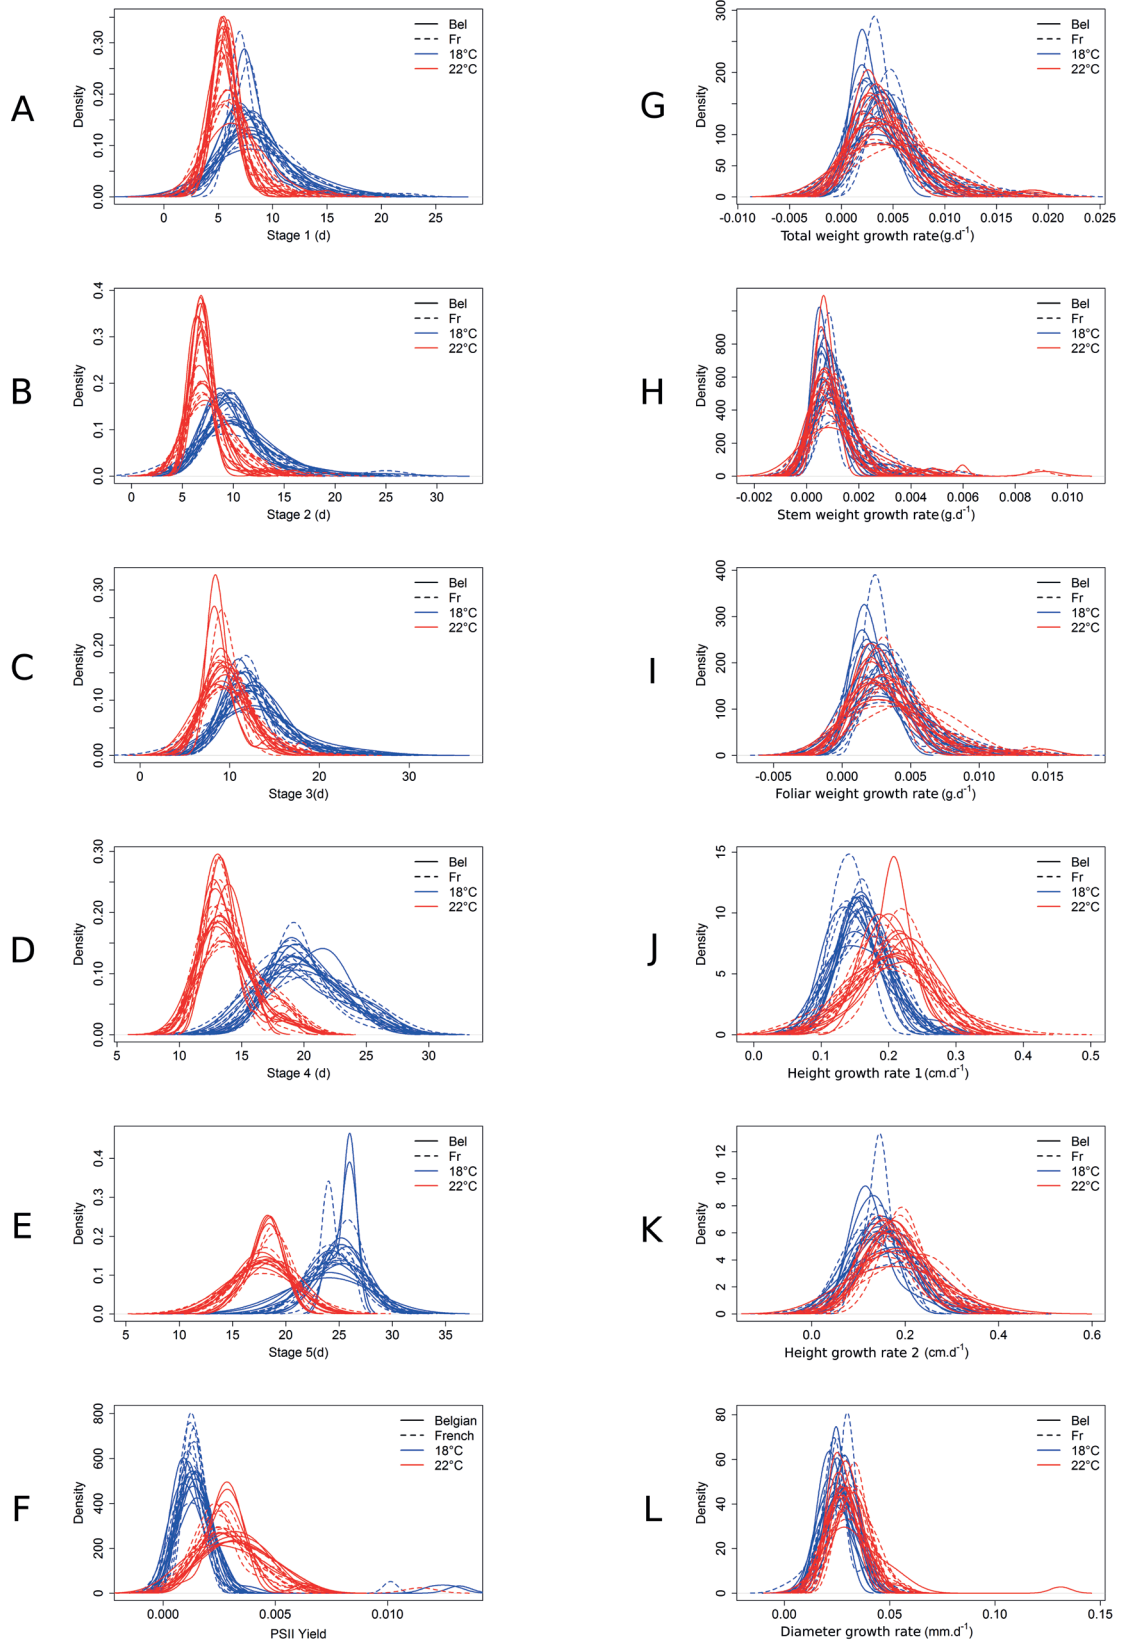 A
Density
0.00 0.10 0.20 0.30
Bel
Fr
18°C
22°C
0 5 10 15 20 25
Stage 1 (d)
B
Density
0.0 0.1 0.2 0.3 0.4
Bel
Fr
18°C
22°C
0 5 10 15 20 25 30
Stage 2 (d)
C
Density
0.00 0.10 0.20 0.30
Bel
Fr
18°C
22°C
0 10 20 30
Stage 3(d)
D
Density
0.00 0.10 0.20 0.30
Bel
Fr
18°C
22°C
5 10 15 20 25 30
Stage 4 (d)
E
Density
0.0 0.1 0.2 0.3 0.4
Bel
Fr
18°C
22°C
5 10 15 20 25 30 35
Stage 5(d)
F
Density
0 200 400 600 800
Belgian
French
18°C
22°C
0.000 0.005 0.010
PSII Yield
G
Density
0 50 100 200 300
Bel
Fr
18°C
22°C
-0.010 -0.005 0.000 0.005 0.010 0.015 0.020 0.025
Total weight growth rate(g.d⁻¹)
H
Density
0 200 400 600 800
Bel
Fr
18°C
22°C
-0.002 0.000 0.002 0.004 0.006 0.008 0.010
Stem weight growth rate(g.d⁻¹)
I
Density
0 100 200 300 400
Bel
Fr
18°C
22°C
-0.005 0.000 0.005 0.010 0.015
Foliar weight growth rate(g.d⁻¹)
J
Density
0 5 10 15
Bel
Fr
18°C
22°C
0.0 0.1 0.2 0.3 0.4 0.5
Height growth rate 1(cm.d⁻¹)
K
Density
0 2 4 6 8 10 12
Bel
Fr
18°C
22°C
0.0 0.2 0.4 0.6
Height growth rate 2 (cm.d⁻¹)
L
Density
0 20 40 60 80
Bel
Fr
18°C
22°C
0.00 0.05 0.10 0.15
Diameter growth rate (mm.d⁻¹)